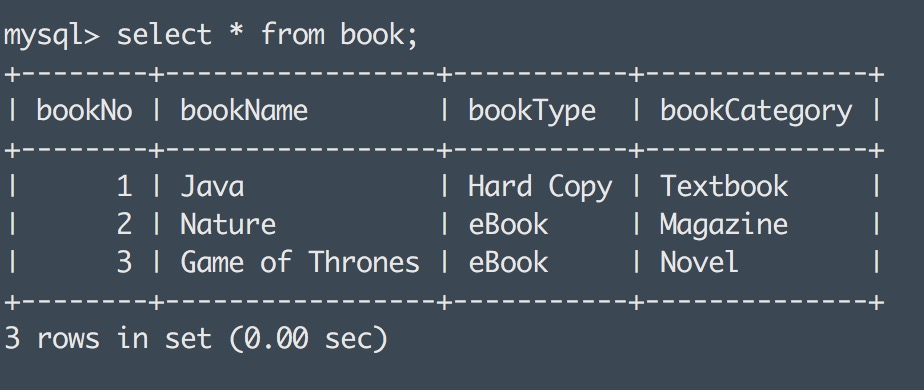 mysql> select * from book;
+--------+-----------------+-----------+--------------+
| bookNo | bookName        | bookType  | bookCategory |
+--------+-----------------+-----------+--------------+
|      1 | Java            | Hard Copy | Textbook     |
|      2 | Nature          | eBook     | Magazine     |
|      3 | Game of Thrones | eBook     | Novel        |
+--------+-----------------+-----------+--------------+
3 rows in set (0.00 sec)